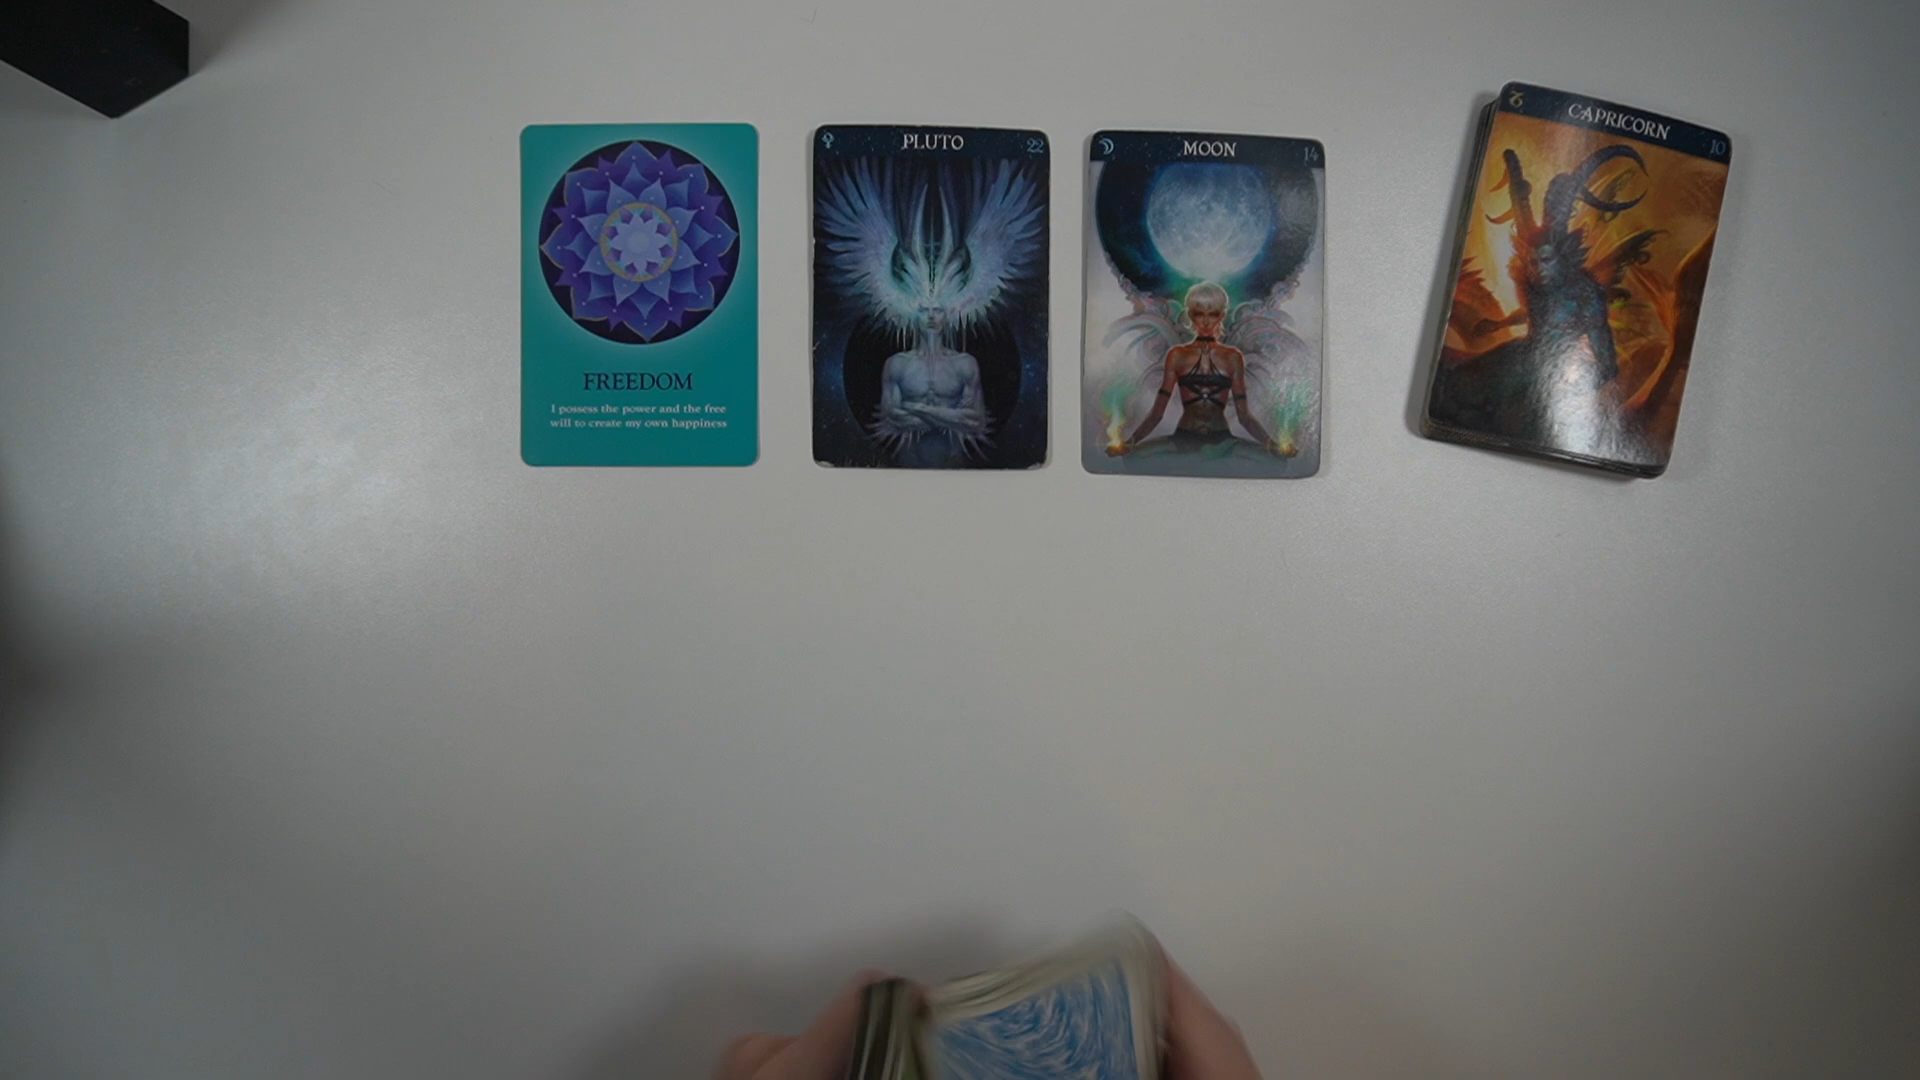 FREEDOM
I possess the power and the free
will to create my own happiness
PLUTO
22
MOON
14
CAPRICORN
10